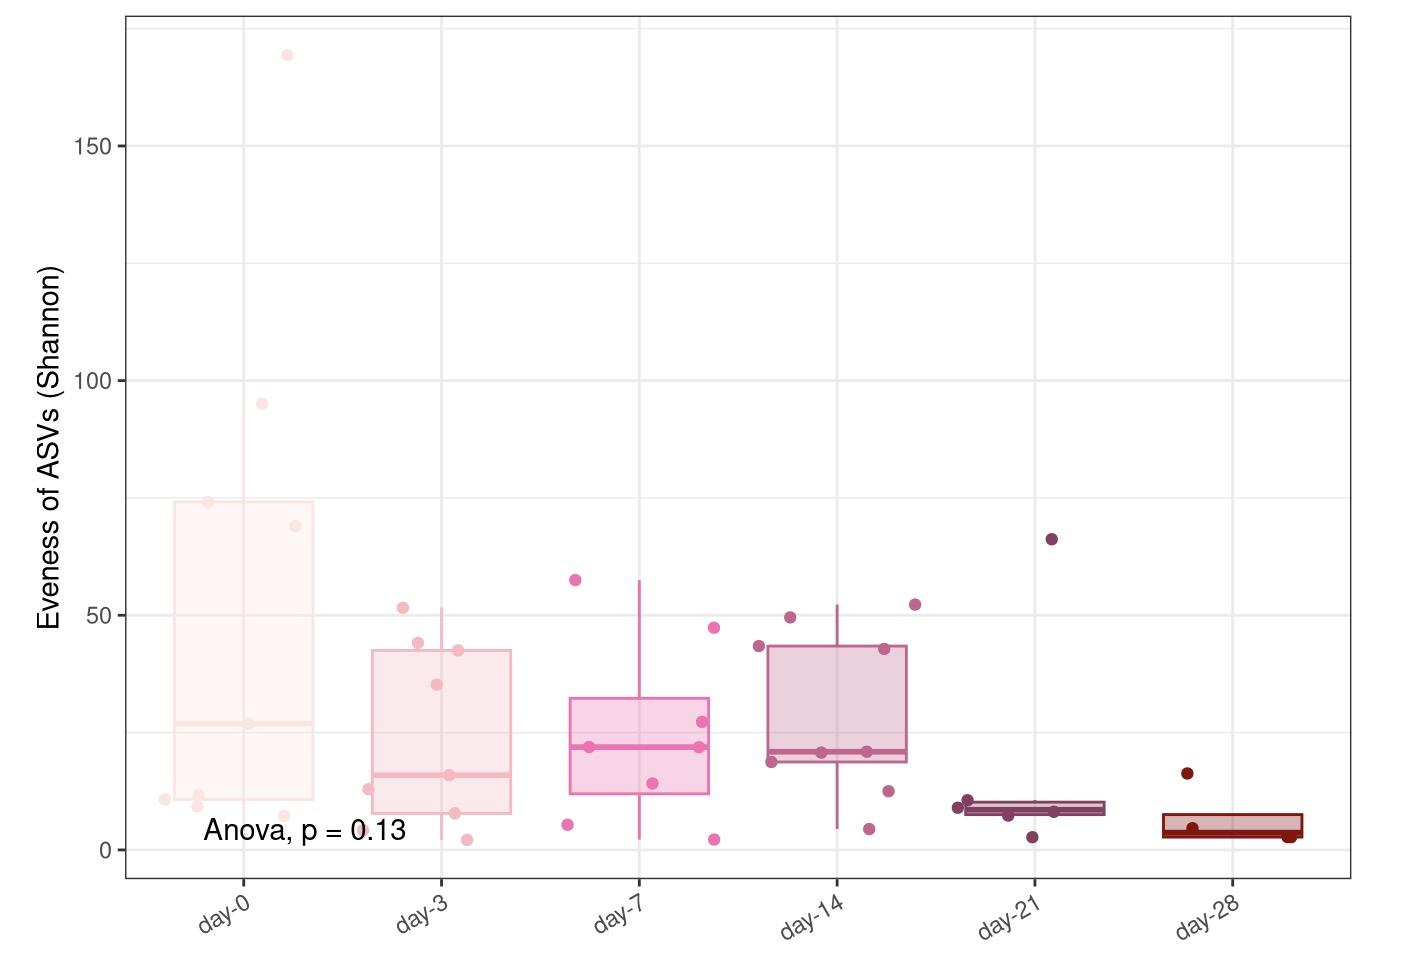 Eveness of ASVs (Shannon)
150
100
50
0
Anova, p = 0.13
day-0
day-3
day-7
day-14
day-21
day-28